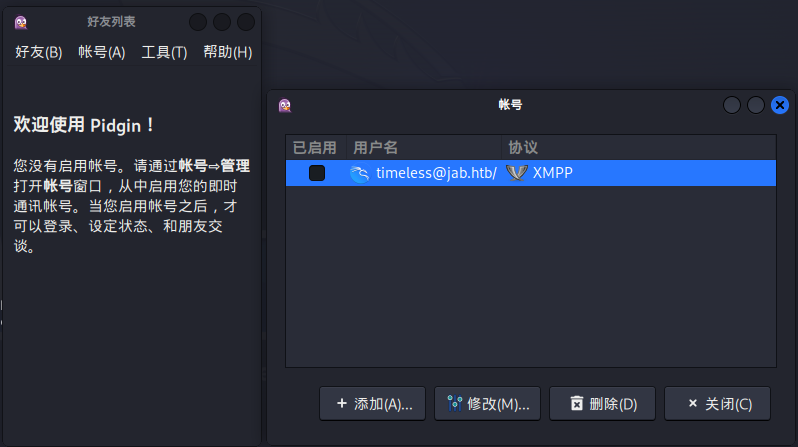 好友列表
好友(B) 帐号(A) 工具(T) 帮助(H)
欢迎使用 Pidgin！
您没有启用帐号。请通过帐号⇨管理
打开帐号窗口，从中启用您的即时
通讯帐号。当您启用帐号之后，才
可以登录、设定状态、和朋友交
谈。
帐号
已启用 用户名 协议
timeless@jab.htb/ XMPP
添加(A)... 修改(M)... 删除(D) 关闭(C)